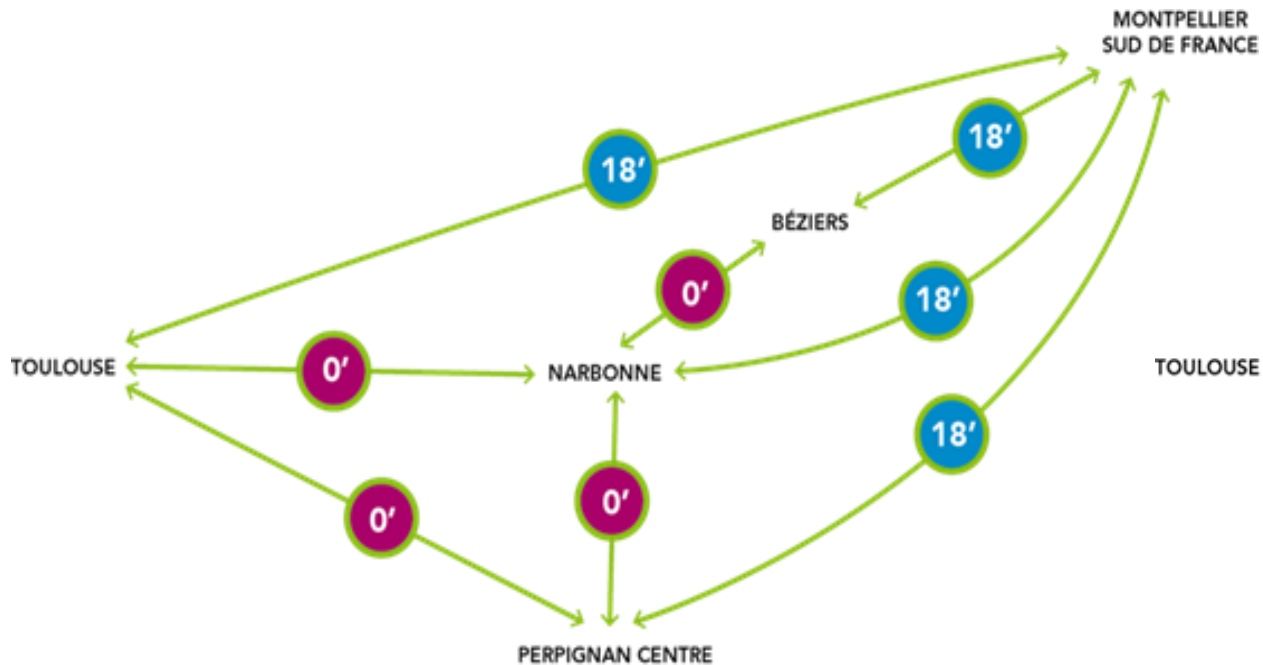 MONTPELLIER
SUD DE FRANCE
18’
18’
BÉZIERS
0’
18’
TOULOUSE
0’
NARBONNE
TOULOUSE
18’
0’
0’
PERPIGNAN CENTRE